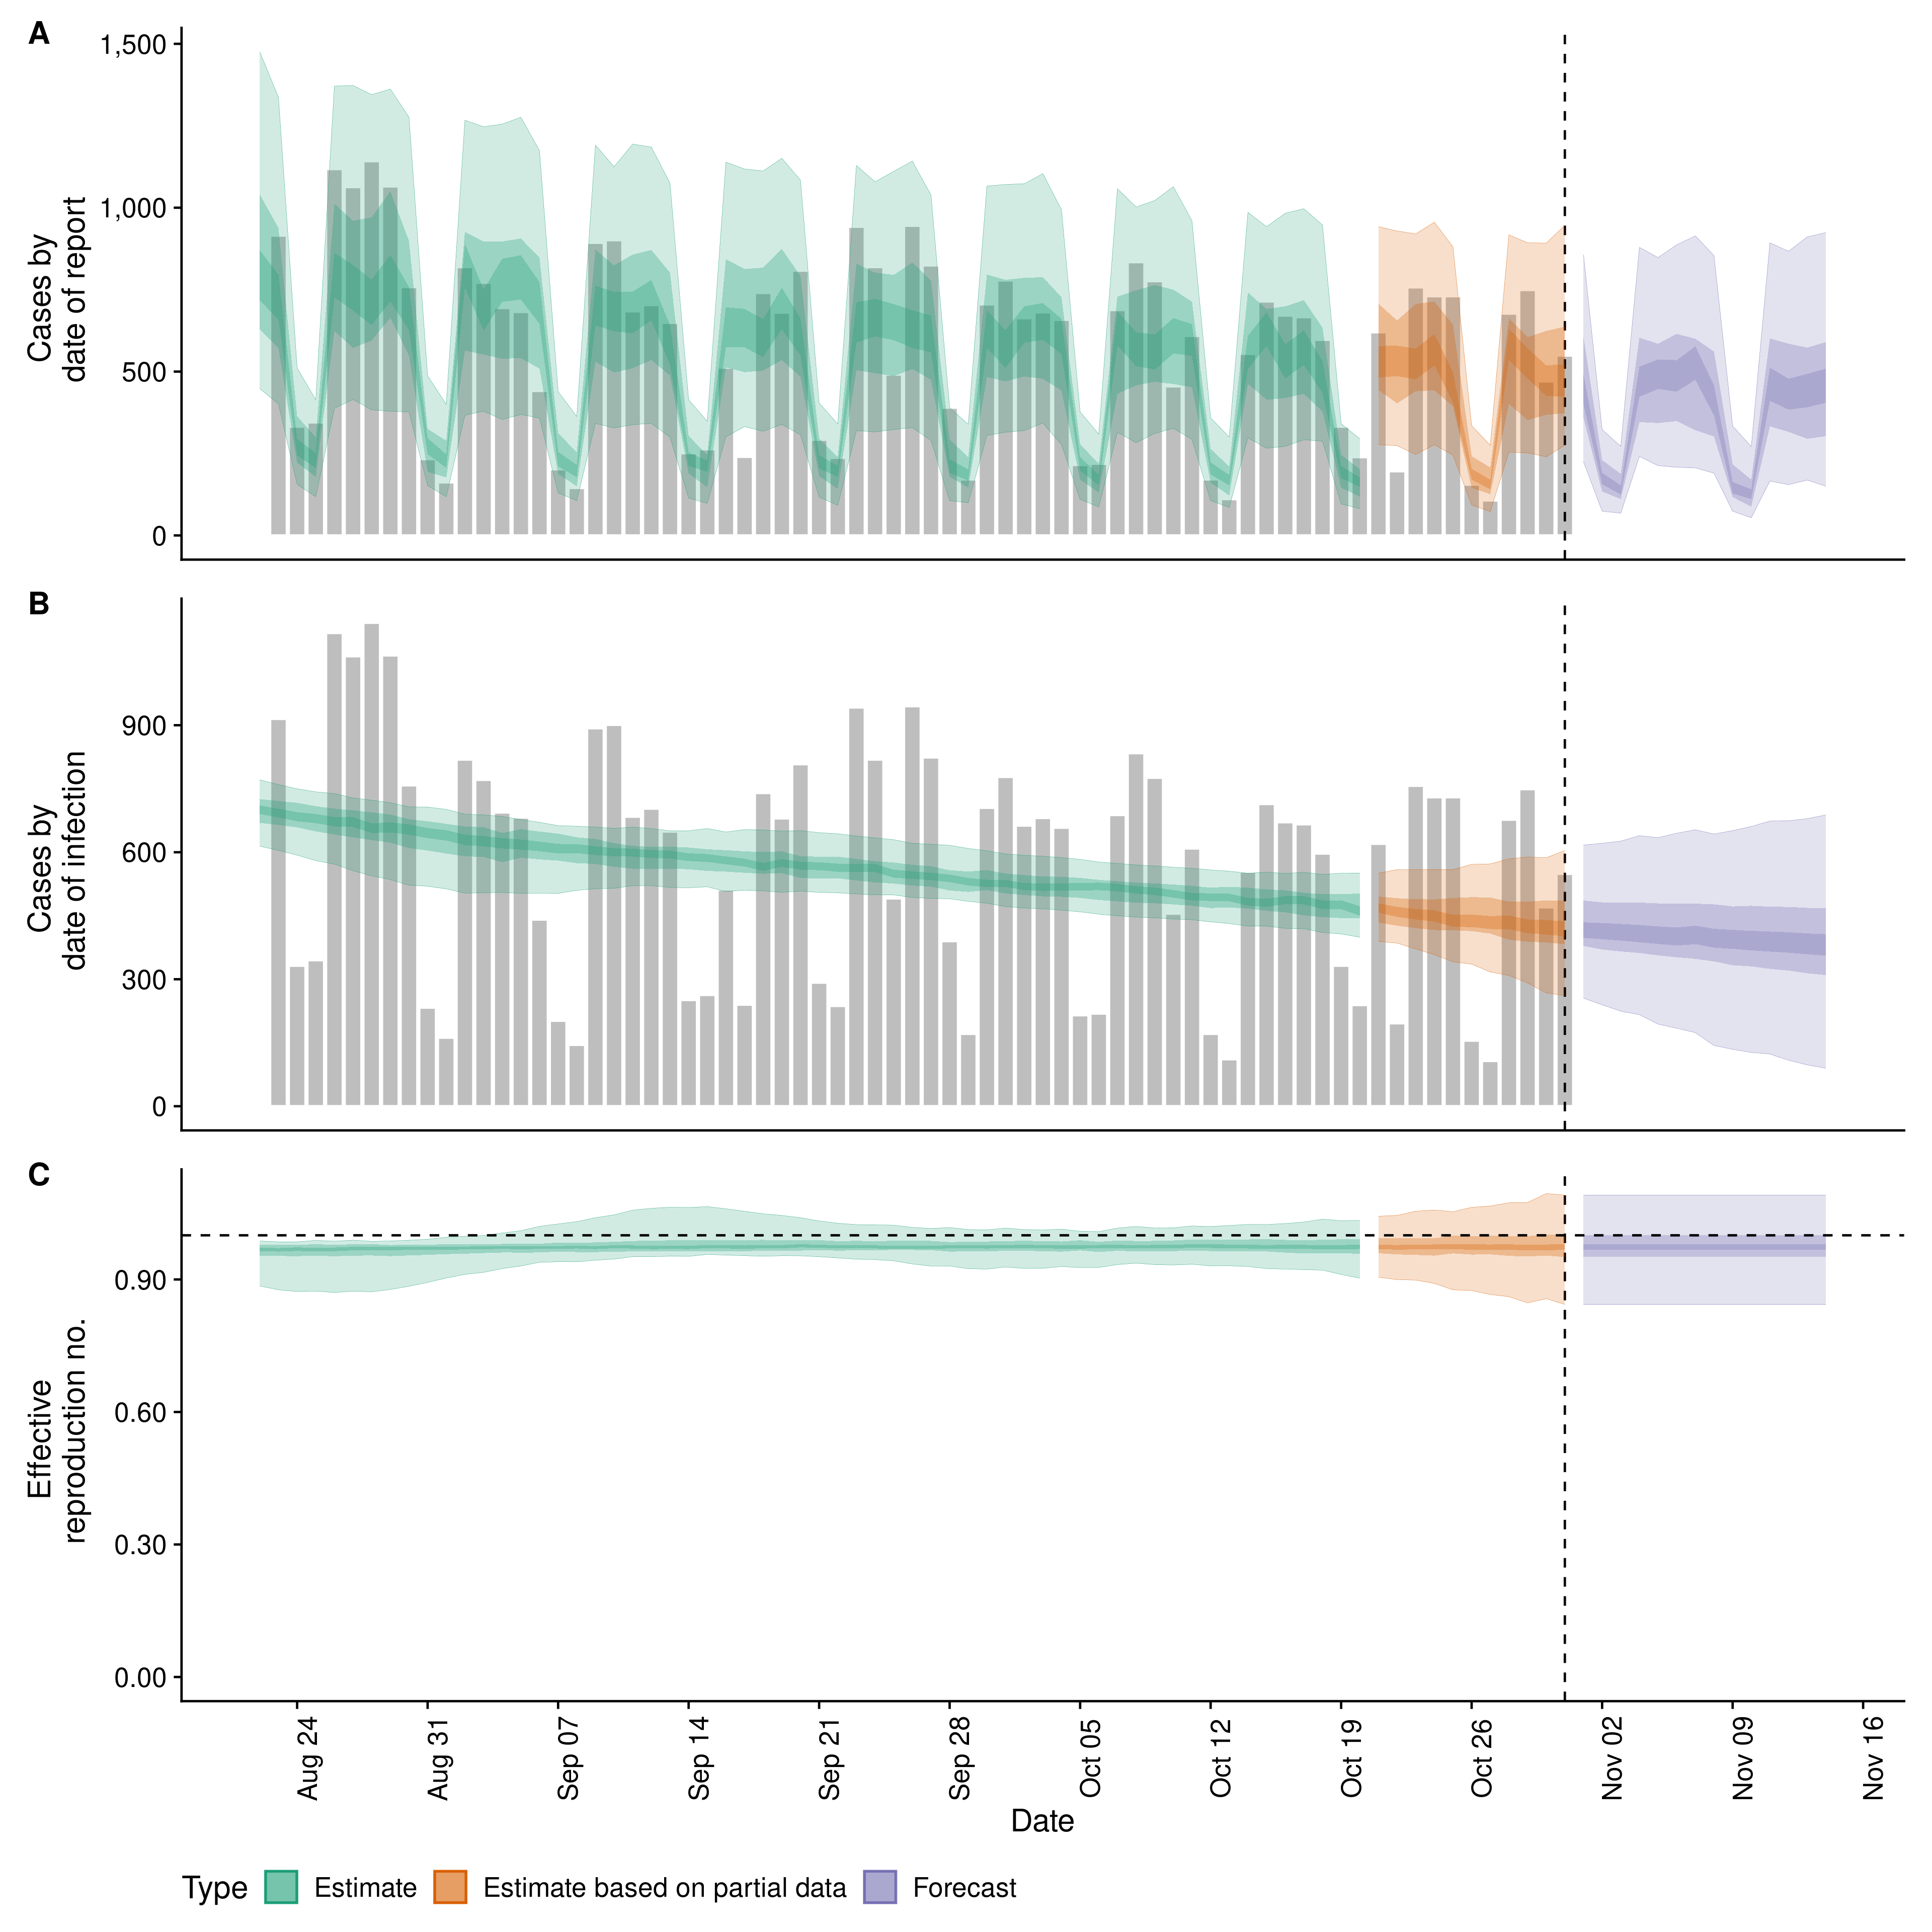 A
Cases by
date of report
1,500
1,000
500
0
B
Cases by
date of infection
900
600
300
0
C
Effective
reproduction no.
0.90
0.60
0.30
0.00
Aug 24
Aug 31
Sep 07
Sep 14
Sep 21
Sep 28
Oct 05
Oct 12
Oct 19
Oct 26
Nov 02
Nov 09
Nov 16
Date
Type Estimate Estimate based on partial data Forecast